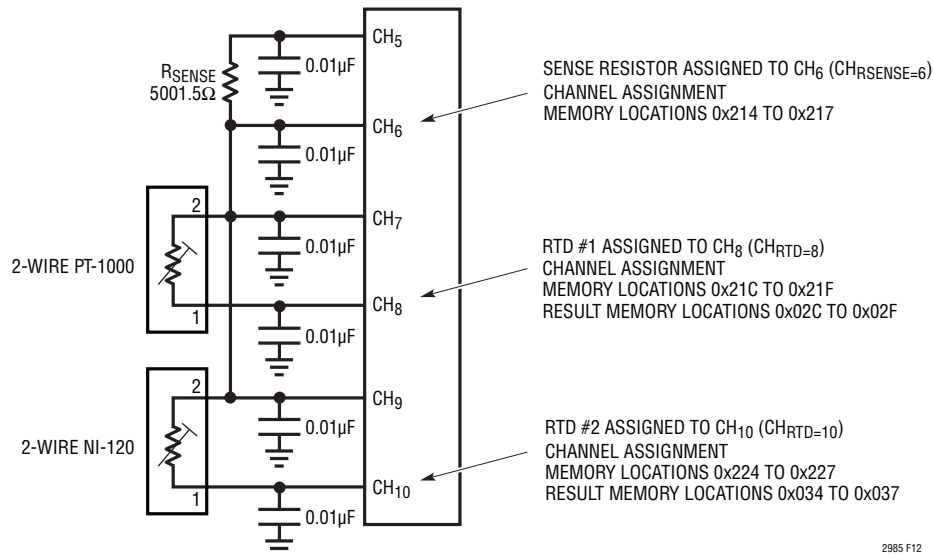 CH5
0.01µF
RSENSE
5001.5Ω
CH6
0.01µF
SENSE RESISTOR ASSIGNED TO CH6 (CHRSENSE=6)
CHANNEL ASSIGNMENT
MEMORY LOCATIONS 0x214 TO 0x217
2
CH7
0.01µF
2-WIRE PT-1000
1
CH8
0.01µF
RTD #1 ASSIGNED TO CH8 (CHRTD=8)
CHANNEL ASSIGNMENT
MEMORY LOCATIONS 0x21C TO 0x21F
RESULT MEMORY LOCATIONS 0x02C TO 0x02F
2
CH9
0.01µF
2-WIRE NI-120
1
CH10
0.01µF
RTD #2 ASSIGNED TO CH10 (CHRTD=10)
CHANNEL ASSIGNMENT
MEMORY LOCATIONS 0x224 TO 0x227
RESULT MEMORY LOCATIONS 0x034 TO 0x037
2985 F12